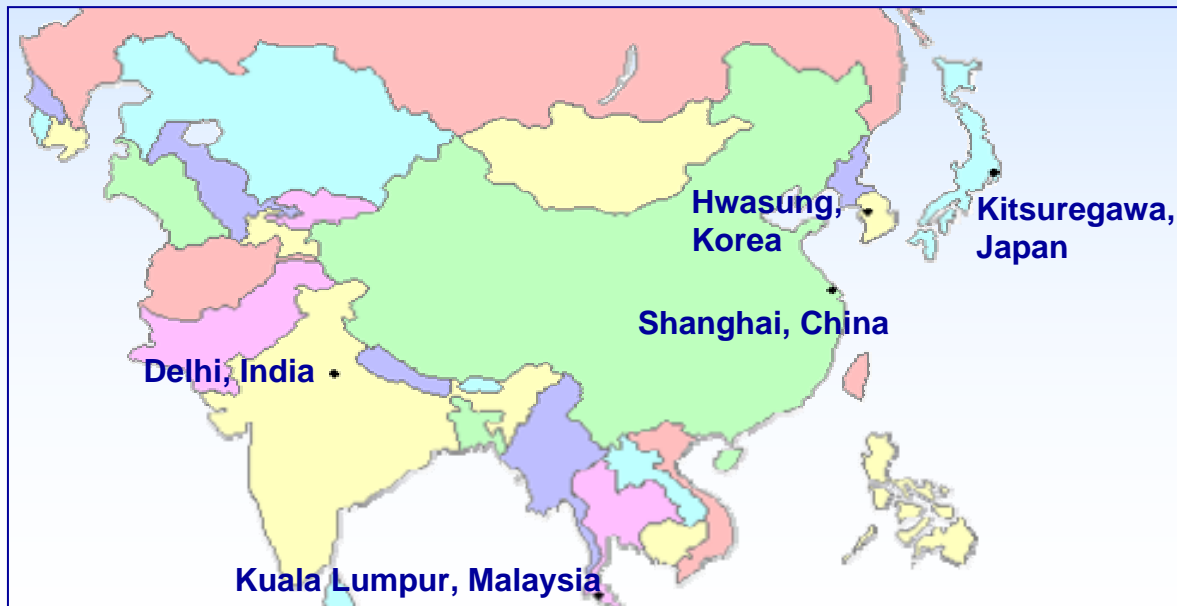 Hwasung,
Korea
Kitsuregawa,
Japan
Shanghai, China
Delhi, India
Kuala Lumpur, Malaysia